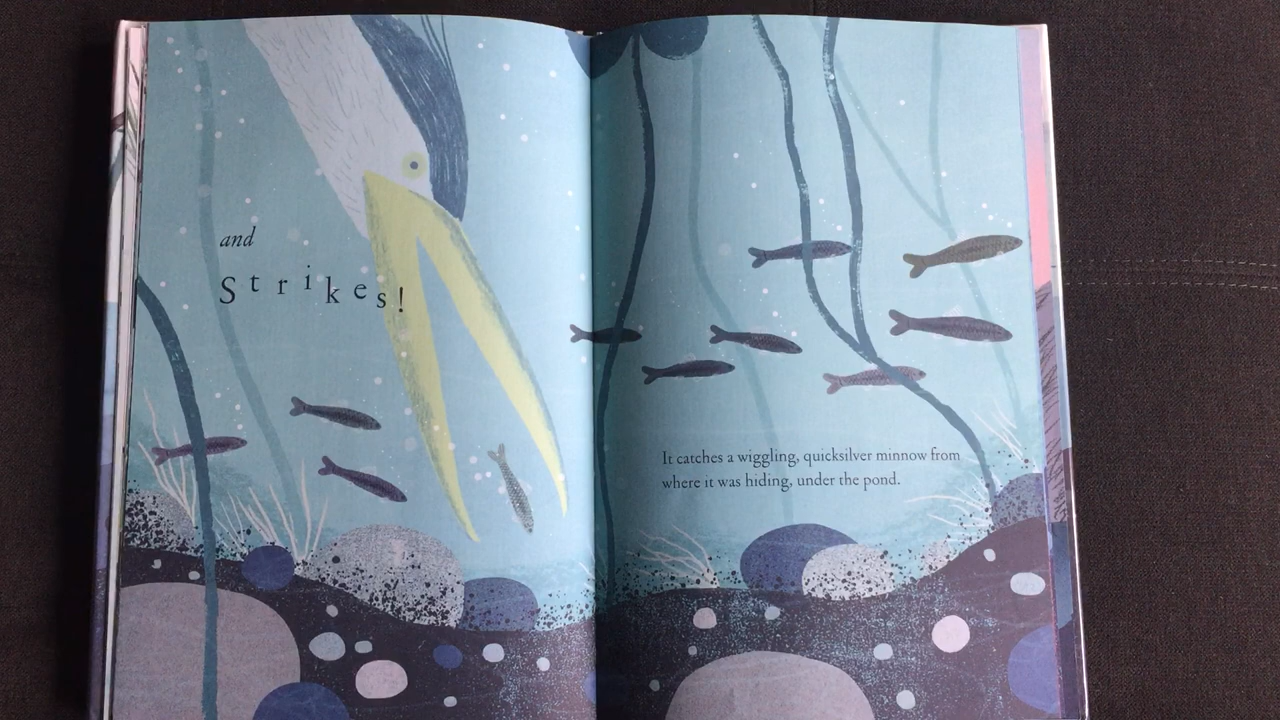 and
Strikes!
It catches a wiggling, quicksilver minnow from
where it was hiding, under the pond.